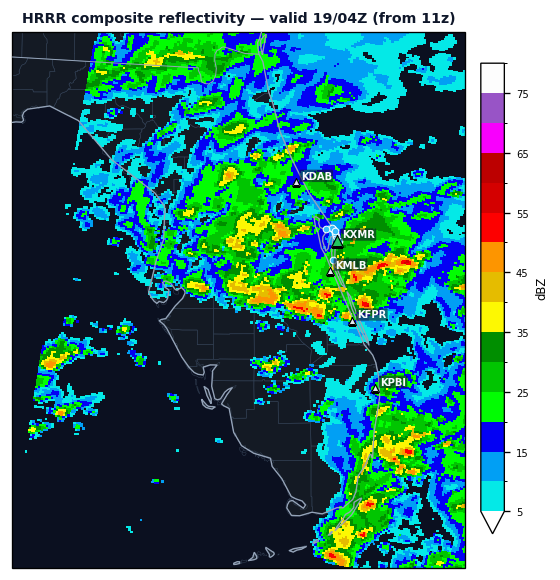 HRRR composite reflectivity — valid 19/04Z (from 11z)
KDAB
KXMR
KMLB
KFPR
KPBI
75
65
55
45
35
25
15
5
dBZ